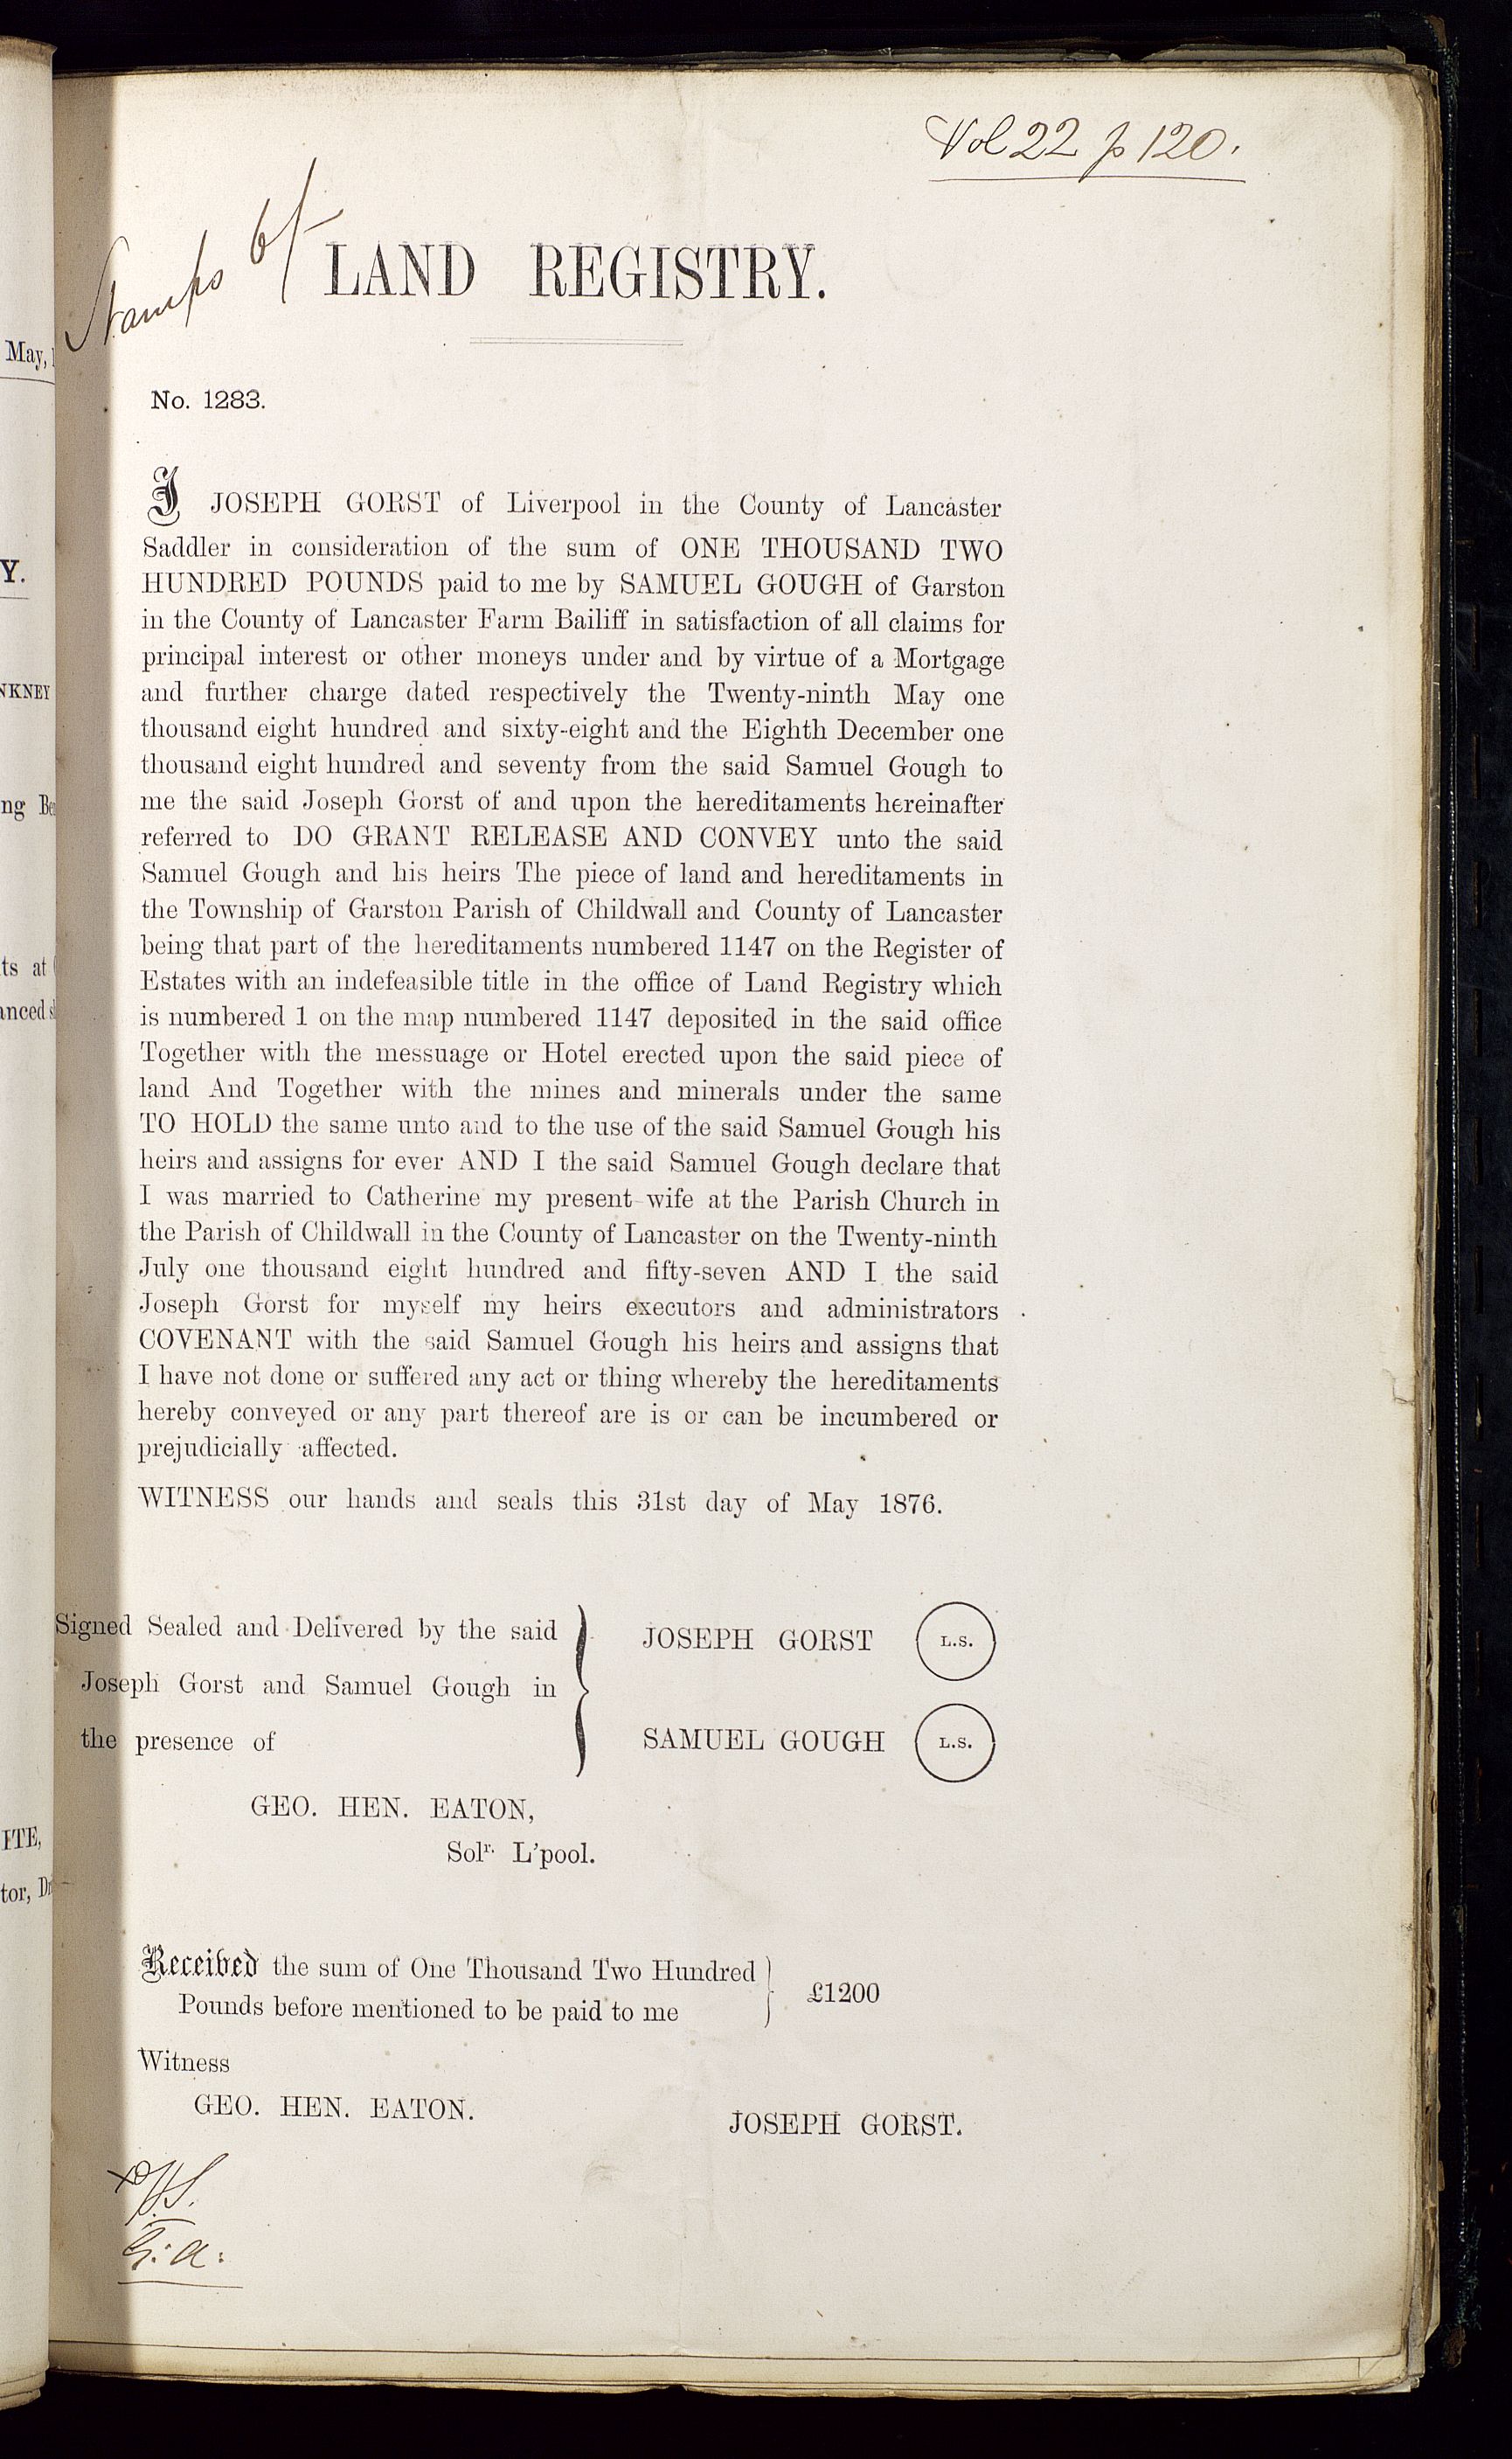 Vol 22 p 120.
Stamps 6/
LAND REGISTRY.
No. 1283.
I JOSEPH GORST of Liverpool in the County of Lancaster
Saddler in consideration of the sum of ONE THOUSAND TWO
HUNDRED POUNDS paid to me by SAMUEL GOUGH of Garston
in the County of Lancaster Farm Bailiff in satisfaction of all claims for
principal interest or other moneys under and by virtue of a Mortgage
and further charge dated respectively the Twenty-ninth May one
thousand eight hundred and sixty-eight and the Eighth December one
thousand eight hundred and seventy from the said Samuel Gough to
me the said Joseph Gorst of and upon the hereditaments hereinafter
referred to DO GRANT RELEASE AND CONVEY unto the said
Samuel Gough and his heirs The piece of land and hereditaments in
the Township of Garston Parish of Childwall and County of Lancaster
being that part of the hereditaments numbered 1147 on the Register of
Estates with an indefeasible title in the office of Land Registry which
is numbered 1 on the map numbered 1147 deposited in the said office
Together with the messuage or Hotel erected upon the said piece of
land And Together with the mines and minerals under the same
TO HOLD the same unto and to the use of the said Samuel Gough his
heirs and assigns for ever AND I the said Samuel Gough declare that
I was married to Catherine my present wife at the Parish Church in
the Parish of Childwall in the County of Lancaster on the Twenty-ninth
July one thousand eight hundred and fifty-seven AND I the said
Joseph Gorst for myself my heirs executors and administrators
COVENANT with the said Samuel Gough his heirs and assigns that
I have not done or suffered any act or thing whereby the hereditaments
hereby conveyed or any part thereof are is or can be incumbered or
prejudicially affected.
WITNESS our hands and seals this 31st day of May 1876.
Signed Sealed and Delivered by the said
Joseph Gorst and Samuel Gough in
the presence of
JOSEPH GORST L.S.
SAMUEL GOUGH L.S.
GEO. HEN. EATON,
Solr. L'pool.
Received the sum of One Thousand Two Hundred
Pounds before mentioned to be paid to me
£1200
Witness
GEO. HEN. EATON.
JOSEPH GORST.
May,
Y.
NKNEY
ng Be
ts at
anced
ITE,
tor,